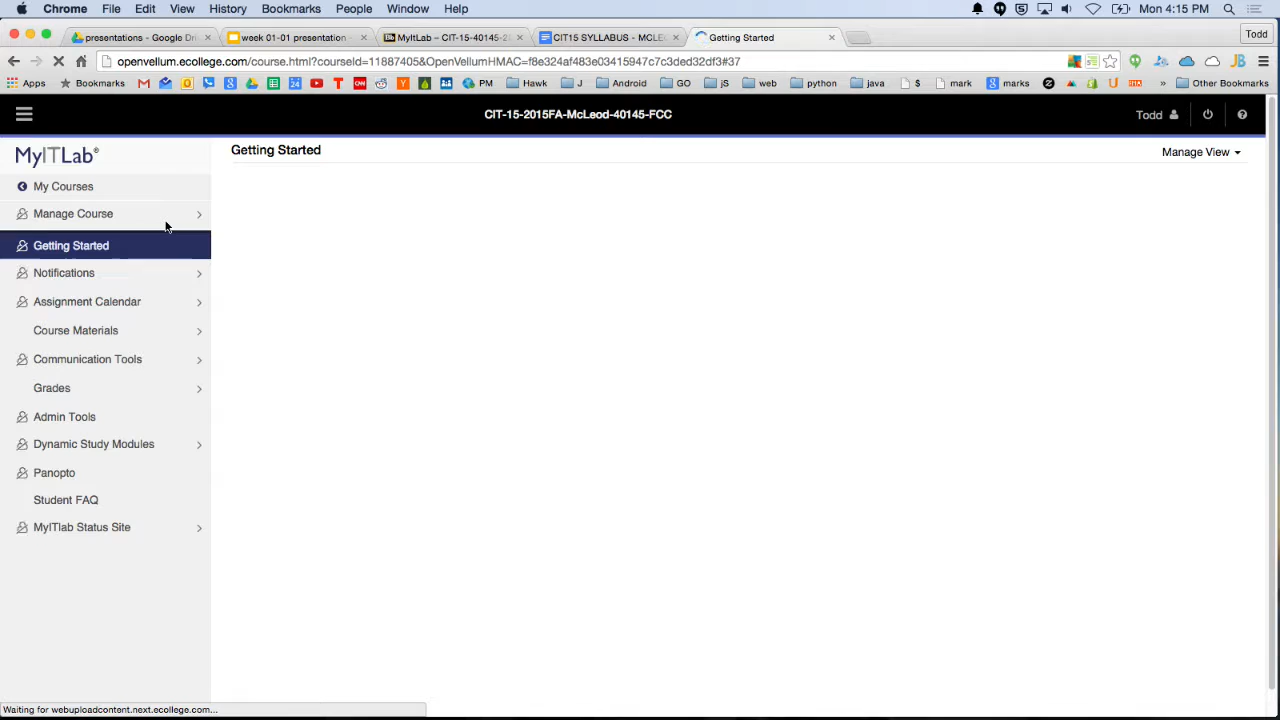 Chrome File Edit View History Bookmarks People Window Help Mon 4:15 PM
presentations - Google Dri week 01-01 presentation MyItLab – CIT-15-40145-2 CIT15 SYLLABUS - MCLE Getting Started Todd
openvellum.ecollege.com/course.html?courseId=11887405&OpenVellumHMAC=f8e324af483e03415947c7c3ded32df3#37
Apps Bookmarks PM Hawk J Android GO jS web python java $ mark marks » Other Bookmarks
CIT-15-2015FA-McLeod-40145-FCC Todd
MyITLab®
Getting Started
Manage View
My Courses
Manage Course
Getting Started
Notifications
Assignment Calendar
Course Materials
Communication Tools
Grades
Admin Tools
Dynamic Study Modules
Panopto
Student FAQ
MyITlab Status Site
Waiting for webuploadcontent.next.ecollege.com...